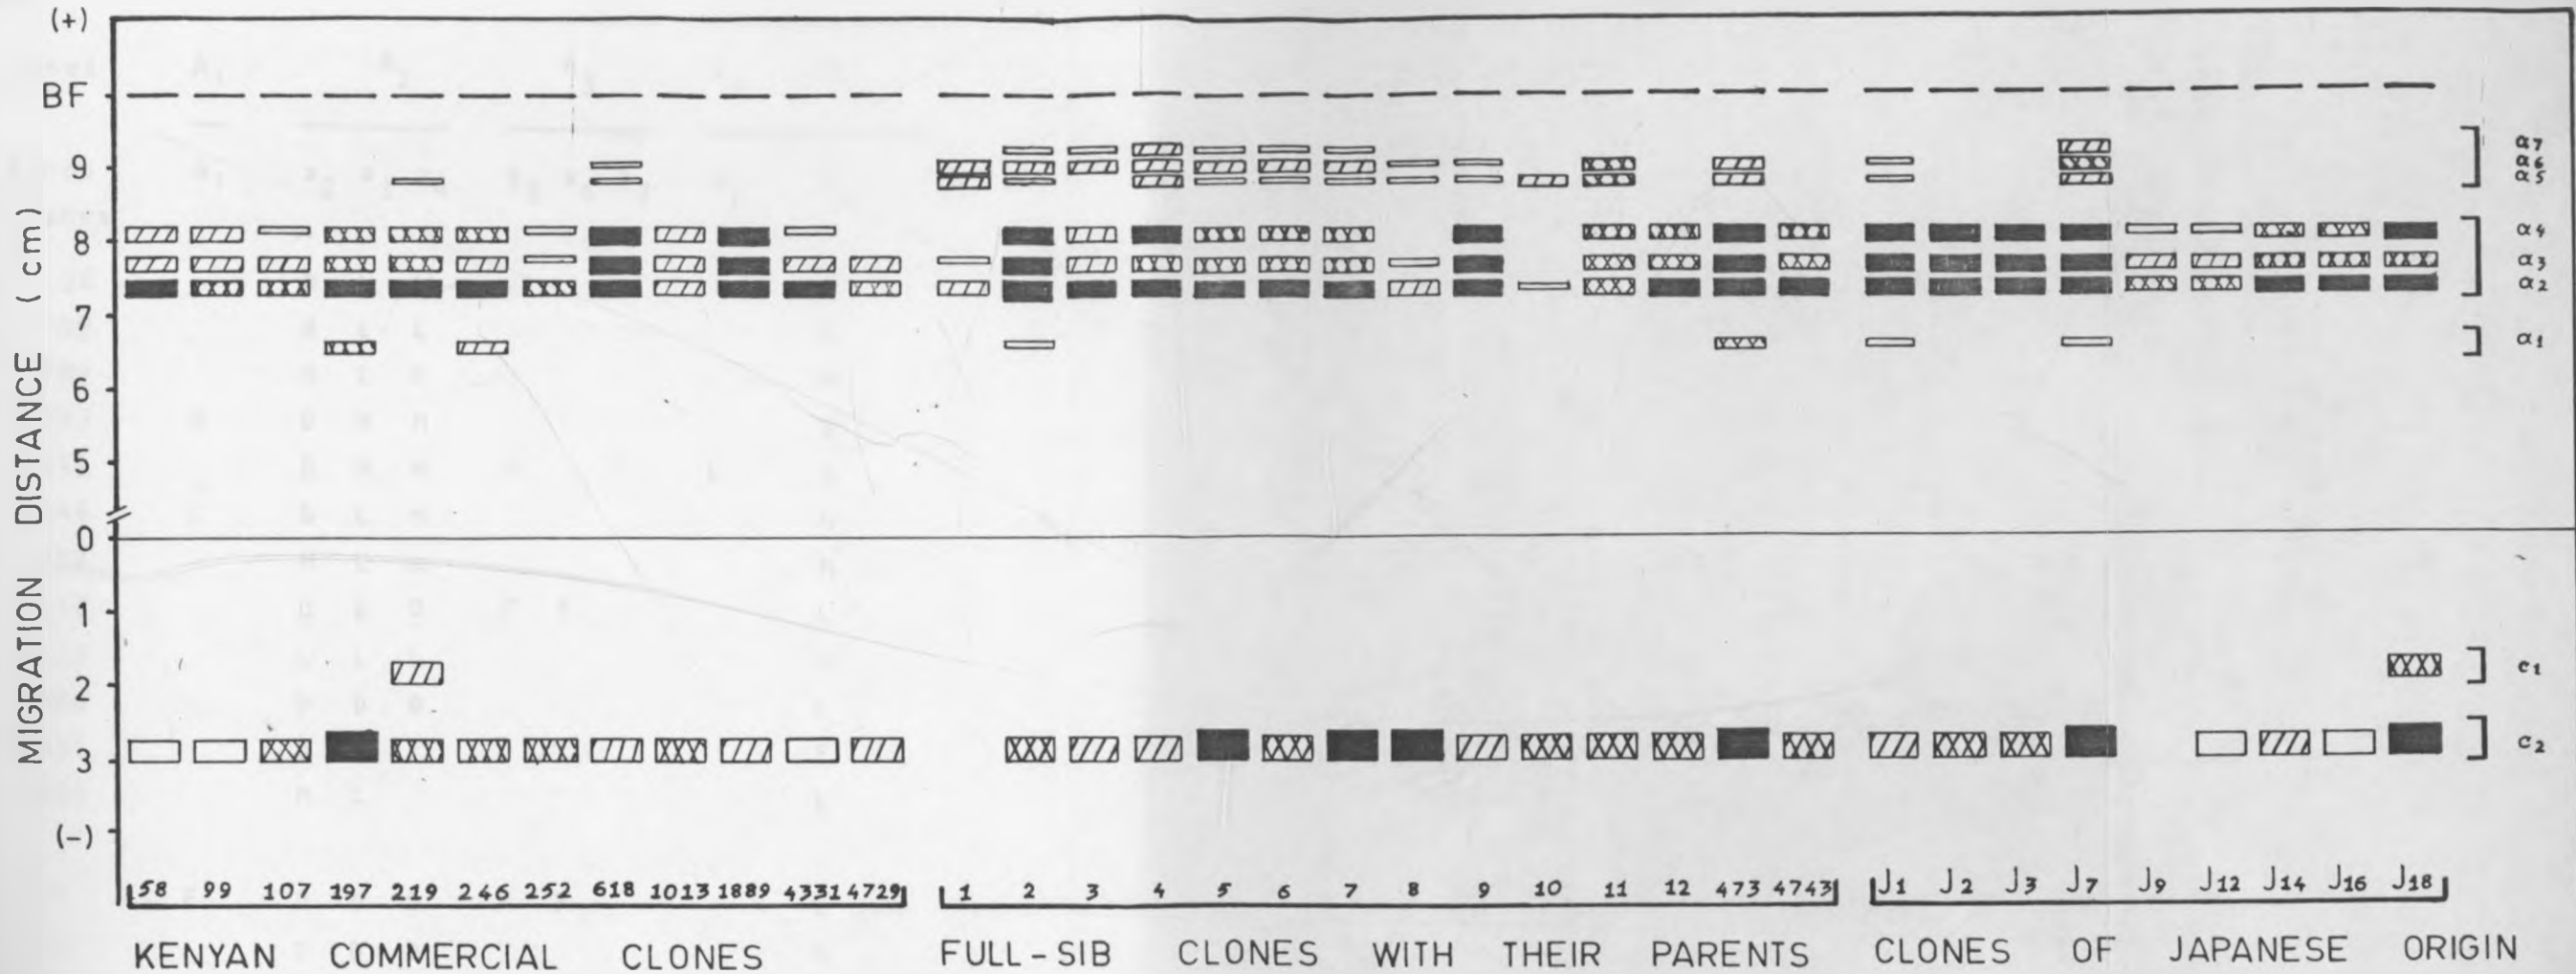 (+)
BF
9
8
7
6
5
0
1
2
3
(-)
MIGRATION DISTANCE (cm)
α7
α6
α5
α4
α3
α2
α1
c1
c2
58 99 107 197 219 246 252 618 1013 1889 4331 4729 1 2 3 4 5 6 7 8 9 10 11 12 473 4743 J1 J2 J3 J7 J9 J12 J14 J16 J18
KENYAN COMMERCIAL CLONES FULL-SIB CLONES WITH THEIR PARENTS CLONES OF JAPANESE ORIGIN